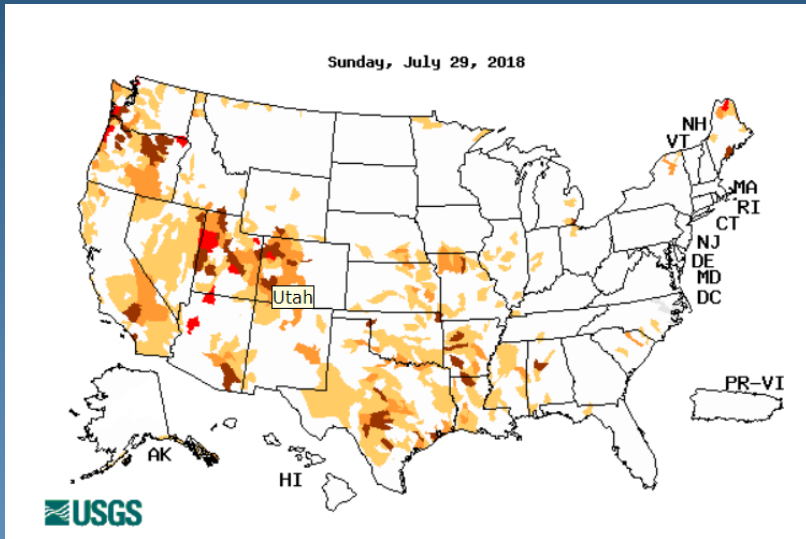 Sunday, July 29, 2018
NH
VT
MA
RI
CT
NJ
DE
MD
DC
Utah
PR-VI
AK
HI
USGS